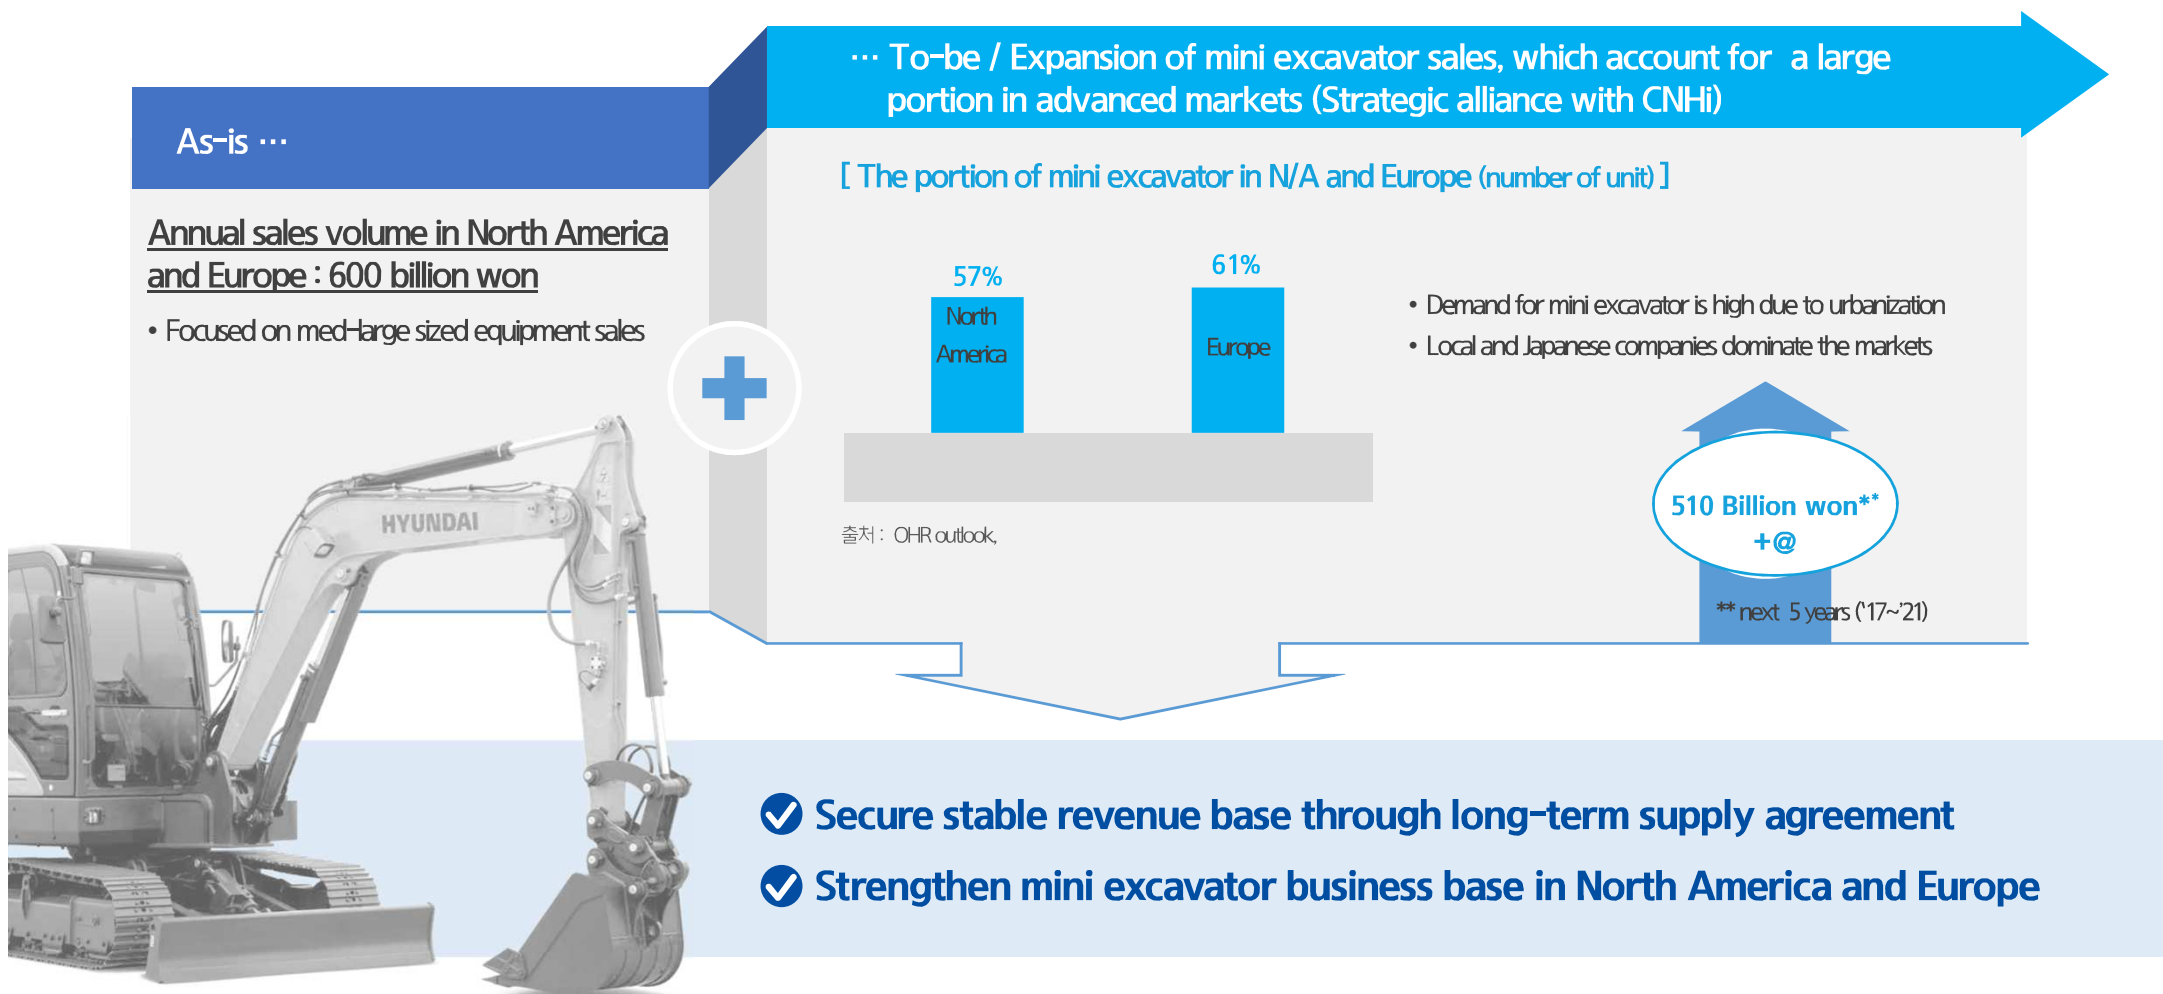 As-is ···
··· To-be / Expansion of mini excavator sales, which account for a large
portion in advanced markets (Strategic alliance with CNHi)
Annual sales volume in North America
and Europe : 600 billion won
• Focused on med-large sized equipment sales
HYUNDAI
[ The portion of mini excavator in N/A and Europe (number of unit) ]
57%
North
America
61%
Europe
출처 : OHR outlook,
• Demand for mini excavator is high due to urbanization
• Local and Japanese companies dominate the markets
510 Billion won**
+@
** next 5 years (‘17~’21)
Secure stable revenue base through long-term supply agreement
Strengthen mini excavator business base in North America and Europe